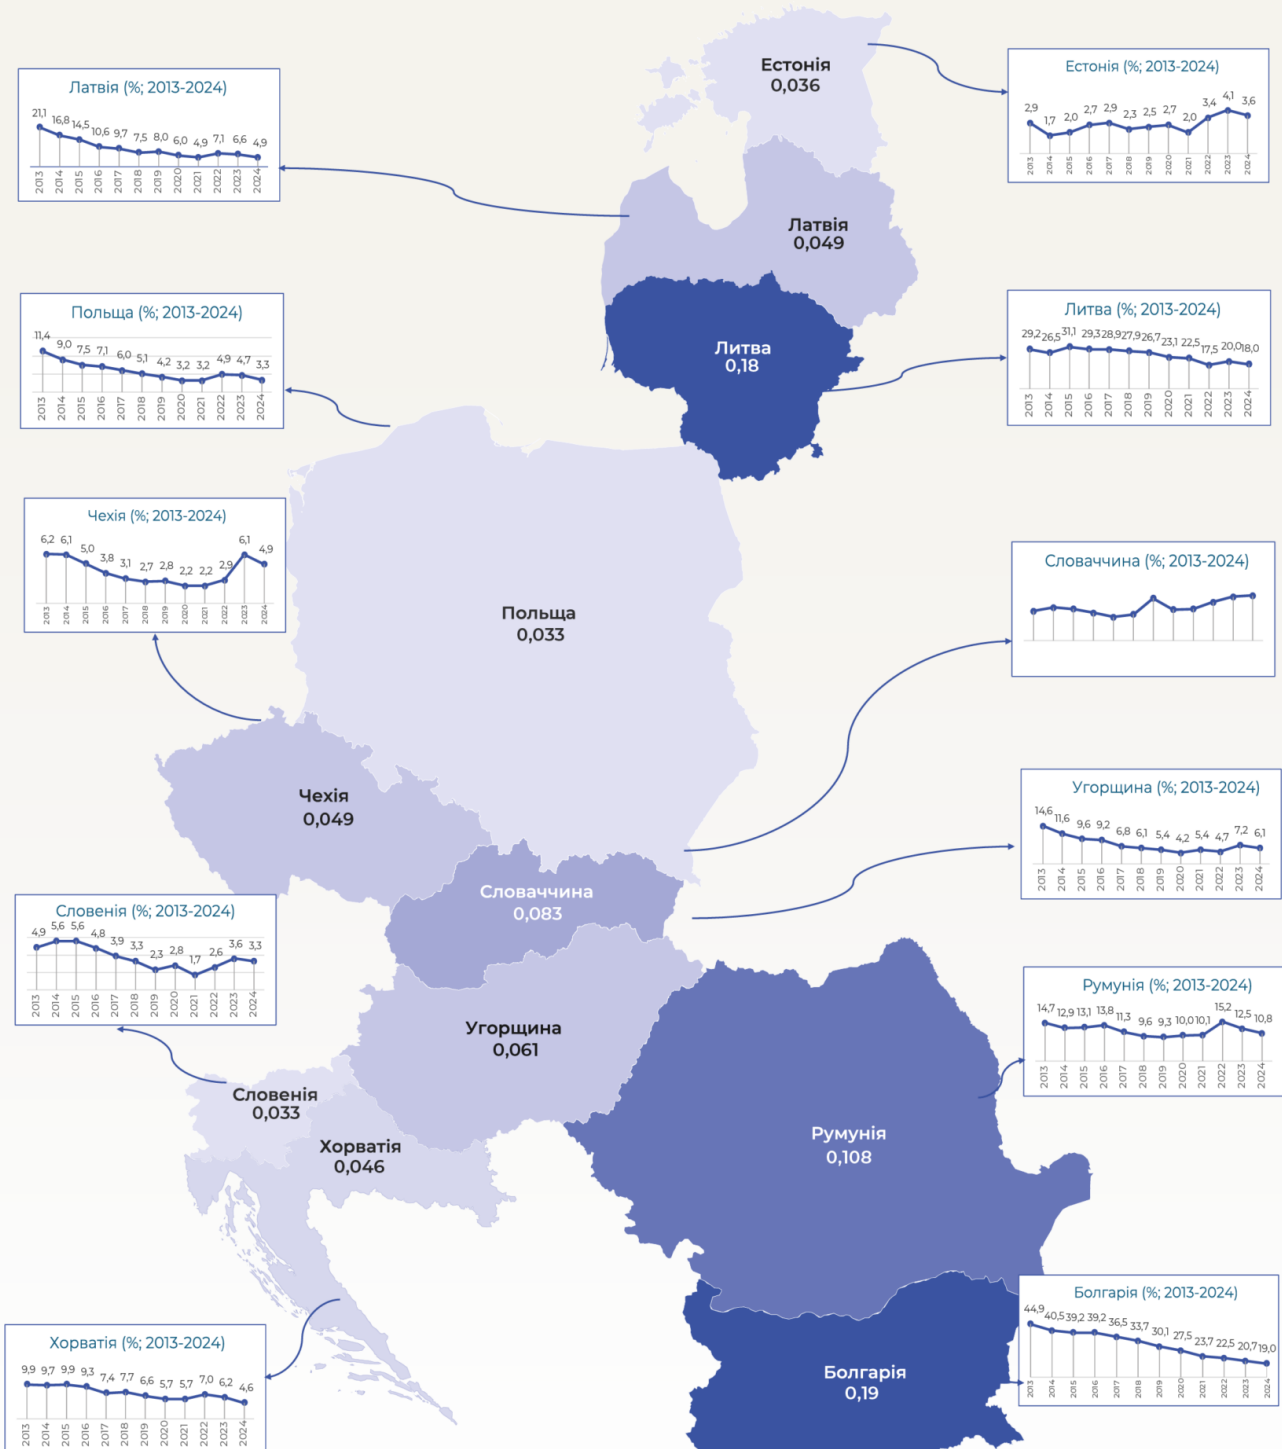 Естонія
0,036
Естонія (%; 2013-2024)
2,9 1,7 2,0 2,7 2,9 2,3 2,5 2,7 2,0 3,4 4,1 3,6
2013 2014 2015 2016 2017 2018 2019 2020 2021 2022 2023 2024
Латвія (%; 2013-2024)
21,1 16,8 14,5 10,6 9,7 7,5 8,0 6,0 4,9 7,1 6,6 4,9
2013 2014 2015 2016 2017 2018 2019 2020 2021 2022 2023 2024
Латвія
0,049
Польща (%; 2013-2024)
11,4 9,0 7,5 7,1 6,0 5,1 4,2 3,2 3,2 4,9 4,7 3,3
2013 2014 2015 2016 2017 2018 2019 2020 2021 2022 2023 2024
Литва
0,18
Литва (%; 2013-2024)
29,2 26,5 31,1 29,3 28,9 27,9 26,7 23,1 22,5 17,5 20,0 18,0
2013 2014 2015 2016 2017 2018 2019 2020 2021 2022 2023 2024
Чехія (%; 2013-2024)
6,2 6,1 5,0 3,8 3,1 2,7 2,8 2,2 2,2 2,9 6,1 4,9
2013 2014 2015 2016 2017 2018 2019 2020 2021 2022 2023 2024
Словаччина (%; 2013-2024)
Польща
0,033
Чехія
0,049
Угорщина (%; 2013-2024)
14,6 11,6 9,6 9,2 6,8 6,1 5,4 4,2 5,4 4,7 7,2 6,1
2013 2014 2015 2016 2017 2018 2019 2020 2021 2022 2023 2024
Словаччина
0,083
Словенія (%; 2013-2024)
4,9 5,6 5,6 4,8 3,9 3,3 2,3 2,8 1,7 2,6 3,6 3,3
2013 2014 2015 2016 2017 2018 2019 2020 2021 2022 2023 2024
Угорщина
0,061
Румунія (%; 2013-2024)
14,7 12,9 13,1 13,8 11,3 9,6 9,3 10,0 10,1 15,2 12,5 10,8
2013 2014 2015 2016 2017 2018 2019 2020 2021 2022 2023 2024
Словенія
0,033
Хорватія
0,046
Румунія
0,108
Болгарія (%; 2013-2024)
44,9 40,5 39,2 39,2 36,5 33,7 30,1 27,5 23,7 22,5 20,7 19,0
2013 2014 2015 2016 2017 2018 2019 2020 2021 2022 2023 2024
Хорватія (%; 2013-2024)
9,9 9,7 9,9 9,3 7,4 7,7 6,6 5,7 5,7 7,0 6,2 4,6
2013 2014 2015 2016 2017 2018 2019 2020 2021 2022 2023 2024
Болгарія
0,19